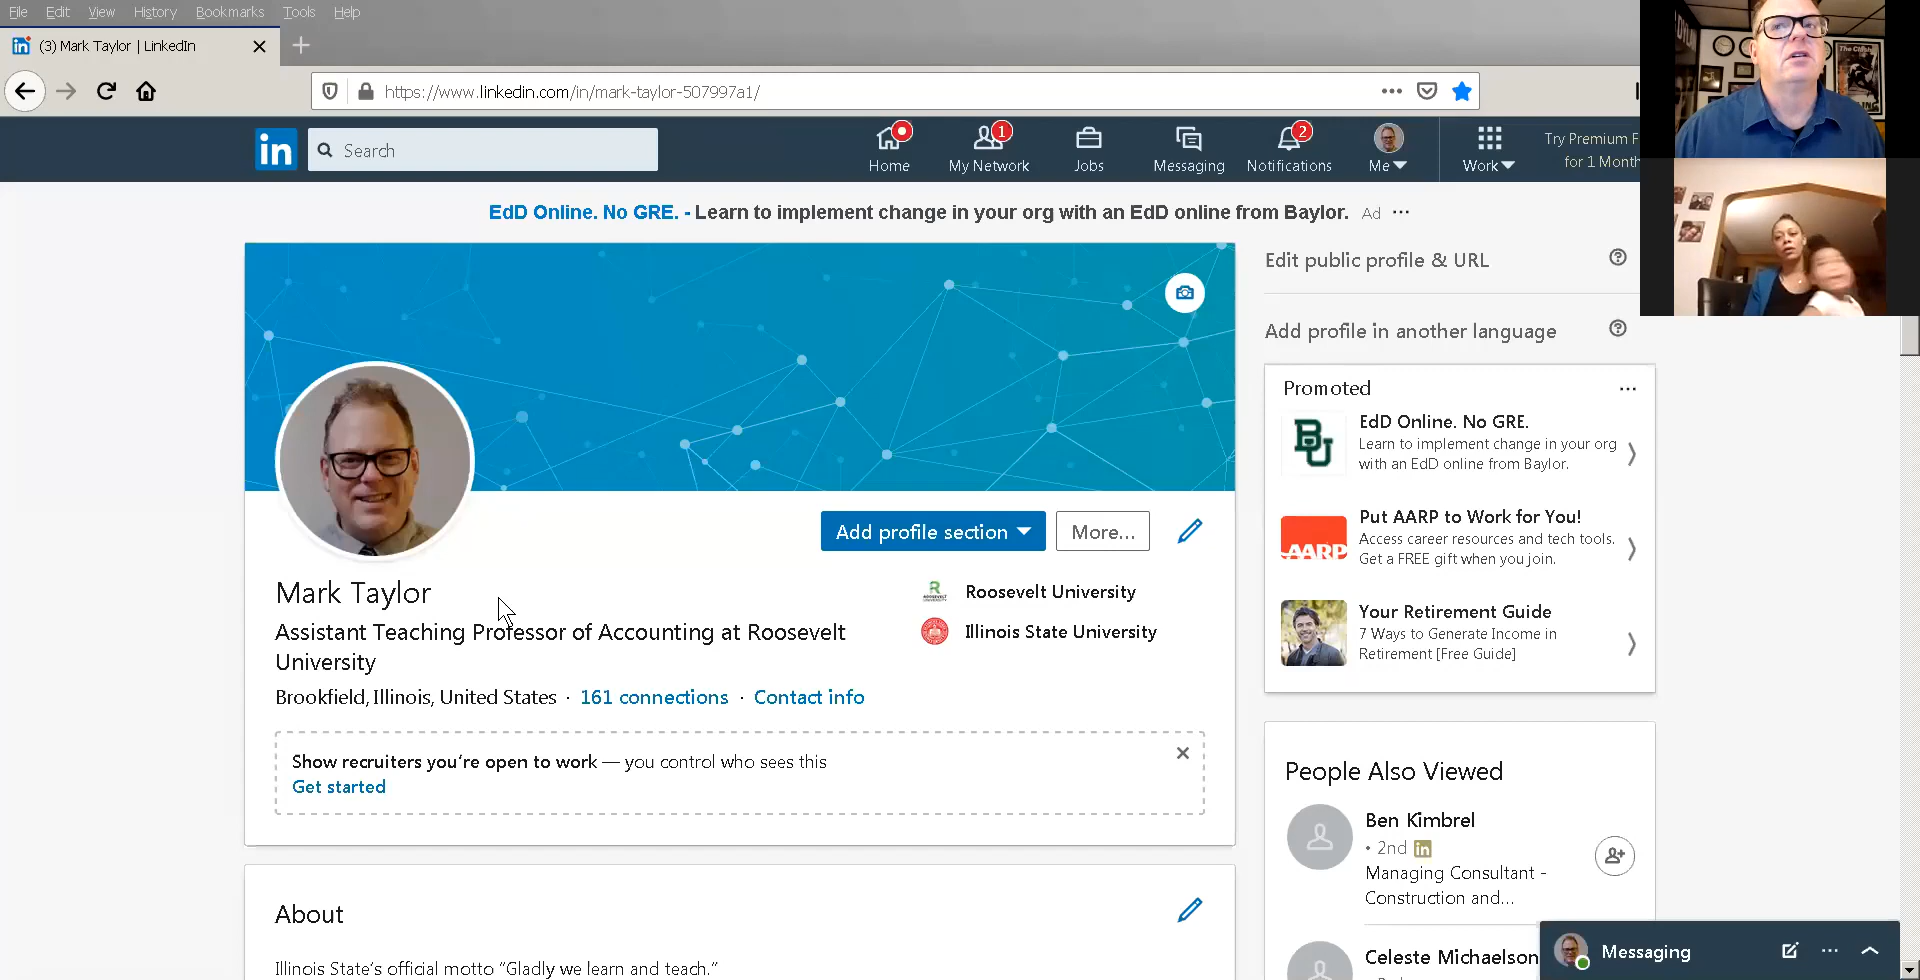 File Edit View History Bookmarks Tools Help
(3) Mark Taylor | LinkedIn
https://www.linkedin.com/in/mark-taylor-507997a1/
in
Search
Home
My Network
1
Jobs
Messaging
Notifications
2
Me
Work
Try Premium F
for 1 Month
EdD Online. No GRE. - Learn to implement change in your org with an EdD online from Baylor. Ad
Edit public profile & URL
Add profile in another language
Add profile section
More...
Mark Taylor
Assistant Teaching Professor of Accounting at Roosevelt
University
Brookfield, Illinois, United States · 161 connections · Contact info
Roosevelt University
Illinois State University
Show recruiters you're open to work — you control who sees this
Get started
About
Illinois State's official motto "Gladly we learn and teach."
Promoted
BU
EdD Online. No GRE.
Learn to implement change in your org
with an EdD online from Baylor.
AARP
Put AARP to Work for You!
Access career resources and tech tools.
Get a FREE gift when you join.
Your Retirement Guide
7 Ways to Generate Income in
Retirement [Free Guide]
People Also Viewed
Ben Kimbrel
• 2nd in
Managing Consultant -
Construction and...
Celeste Michaelson
Messaging